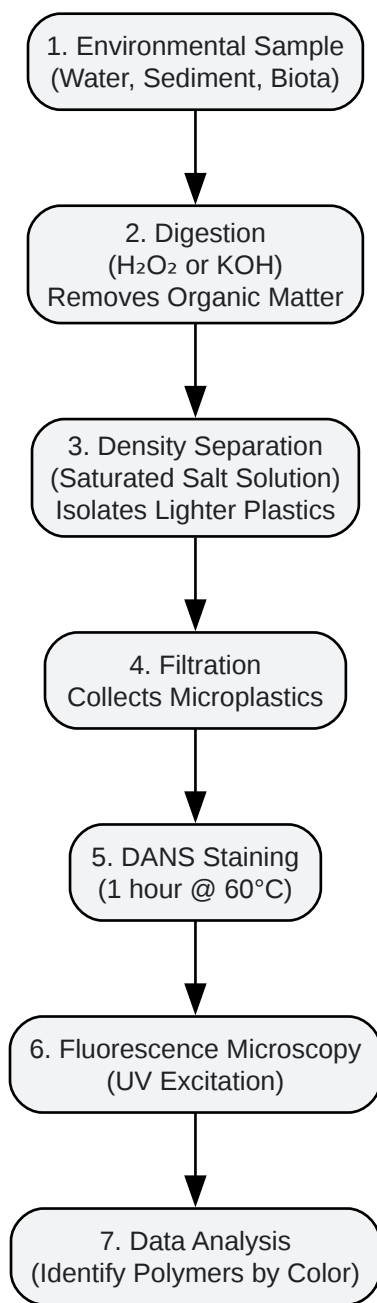 1. Environmental Sample
(Water, Sediment, Biota)
2. Digestion
(H₂O₂ or KOH)
Removes Organic Matter
3. Density Separation
(Saturated Salt Solution)
Isolates Lighter Plastics
4. Filtration
Collects Microplastics
5. DANS Staining
(1 hour @ 60°C)
6. Fluorescence Microscopy
(UV Excitation)
7. Data Analysis
(Identify Polymers by Color)